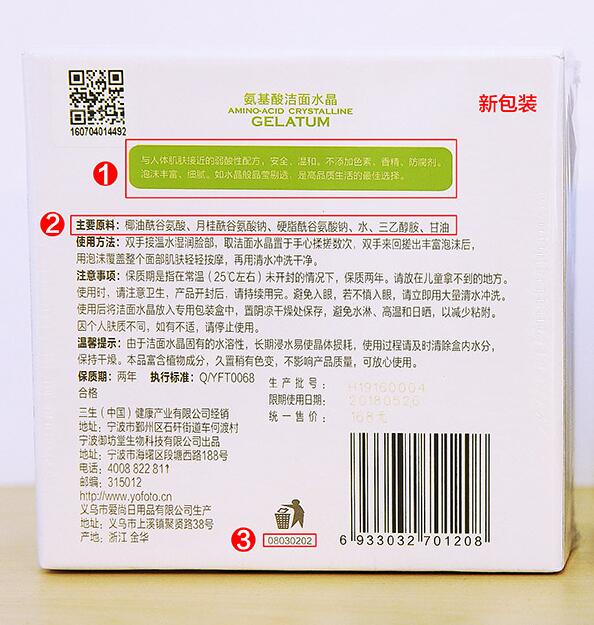 氨基酸洁面水晶
AMINO-ACID CRYSTALLINE
GELATUM
新包装
160704014492
1
与人体肌肤接近的弱酸性配方，安全、温和。不添加色素、香精、防腐剂。
泡沫丰富、细腻。如水晶般晶莹剔透，是高品质生活的最佳选择。
2
主要原料：椰油酰谷氨酸、月桂酰谷氨酸钠、硬脂酰谷氨酸钠、水、三乙醇胺、甘油
使用方法：双手接温水湿润脸部，取洁面水晶置于手心揉搓数次，双手来回搓出丰富泡沫后，
用泡沫覆盖整个面部肌肤轻轻按摩，再用清水冲洗干净。
注意事项：保质期是指在常温（25℃左右）未开封的情况下，保质两年。请放在儿童拿不到的地方。
使用时，请注意卫生，产品开封后，请持续用完。避免入眼，若不慎入眼，请立即用大量清水冲洗。
使用后将洁面水晶放入专用包装盒中，置阴凉干燥处保存，避免水淋、高温和日晒，以减少粘附。
因个人肤质不同，如有不适，请停止使用。
温馨提示：由于洁面水晶固有的水溶性，长期浸水易使晶体损耗，使用过程请及时清除盒内水分，
保持干燥。本品富含植物成分，久置稍有色变，不影响产品质量，可放心使用。
保质期：两年 执行标准：Q/YFT0068
合格
生产批号：H19160004
限期使用日期：20180526
统一售价：168元
三生（中国）健康产业有限公司经销
地址：宁波市鄞州区石矸街道车何渡村
宁波御坊堂生物科技有限公司出品
地址：宁波市海曙区段塘西路188号
电话：4008 822 811
邮编：315012
http://www.yofoto.cn
义乌市爱尚日用品有限公司生产
地址：义乌市上溪镇聚贤路38号
产地：浙江 金华
3
08030202
6 933032 701208